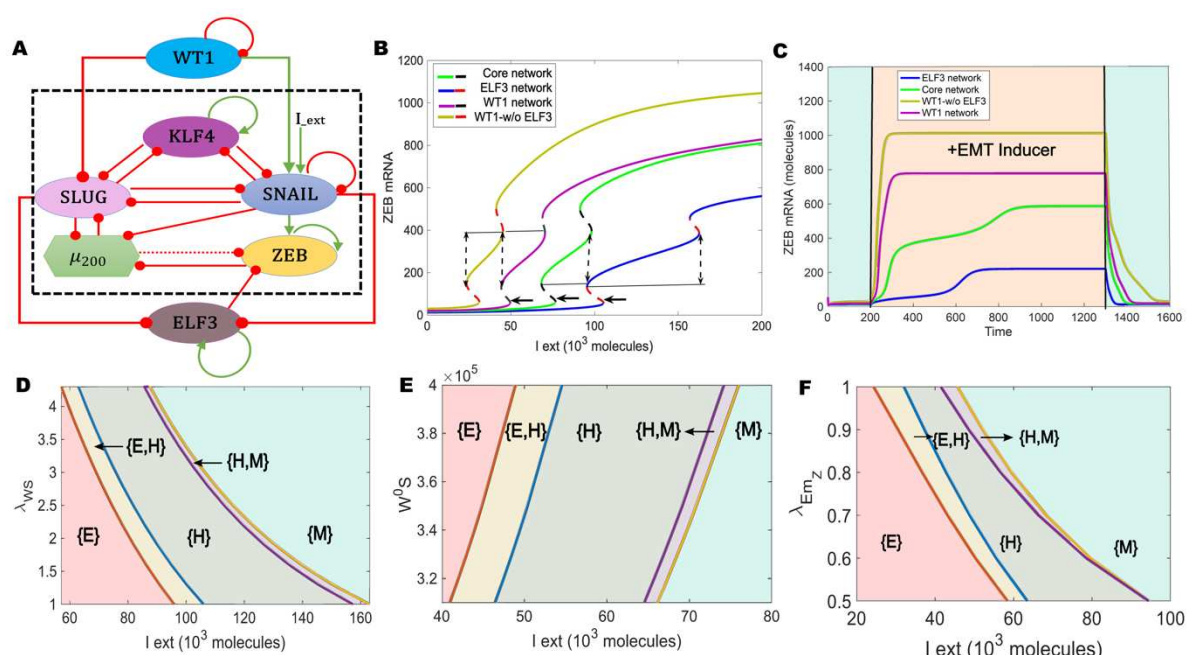 A
WT1
I_ext
KLF4
SLUG
SNAIL
μ200
ZEB
ELF3
B
ZEB mRNA
1200
1000
800
600
400
200
0
Core network
ELF3 network
WT1 network
WT1-w/o ELF3
0 50 100 150 200
I ext (10³ molecules)
C
ZEB mRNA (molecules)
1400
1200
1000
800
600
400
200
0
ELF3 network
Core network
WT1-w/o ELF3
WT1 network
+EMT Inducer
0 200 400 600 800 1000 1200 1400 1600
Time
D
λWS
4
3.5
3
2.5
2
1.5
1
{E,H}
{H,M}
{E}
{H}
{M}
60 80 100 120 140 163
I ext (10³ molecules)
E
W⁰S
4 × 10⁵
3.8
3.6
3.4
3.2
{E}
{E,H}
{H}
{H,M}
{M}
40 50 60 70 80
I ext (10³ molecules)
F
λEmZ
1
0.9
0.8
0.7
0.6
0.5
{E,H}
{H,M}
{E}
{H}
{M}
20 40 60 80 100
I ext (10³ molecules)